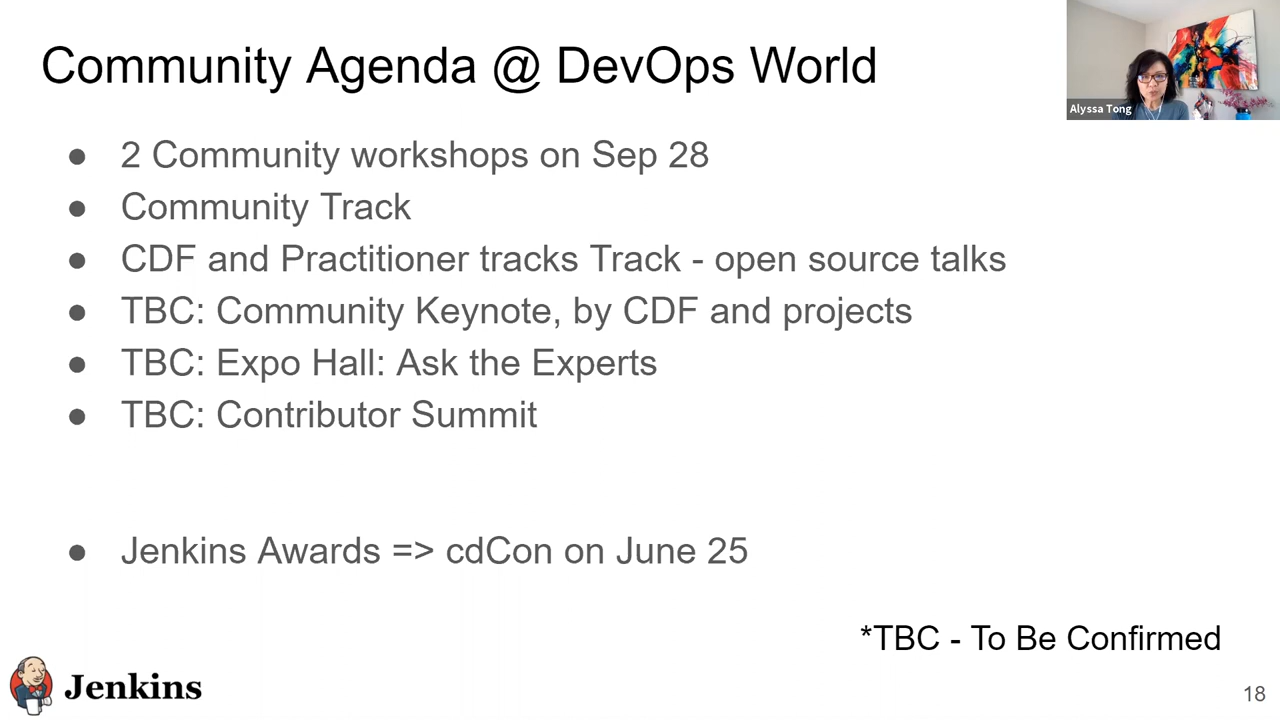 Community Agenda @ DevOps World
Alyssa Tong
● 2 Community workshops on Sep 28
● Community Track
● CDF and Practitioner tracks Track - open source talks
● TBC: Community Keynote, by CDF and projects
● TBC: Expo Hall: Ask the Experts
● TBC: Contributor Summit
● Jenkins Awards => cdCon on June 25
*TBC - To Be Confirmed
Jenkins
18